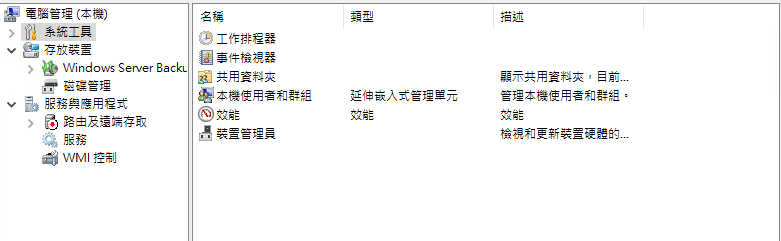 電腦管理 (本機)
系統工具
存放裝置
Windows Server Backu
磁碟管理
服務與應用程式
路由及遠端存取
服務
WMI 控制
名稱 類型 描述
工作排程器
事件檢視器
共用資料夾 顯示共用資料夾，目前...
本機使用者和群組 延伸嵌入式管理單元 管理本機使用者和群組。
效能 效能 效能
裝置管理員 檢視和更新裝置硬體的...